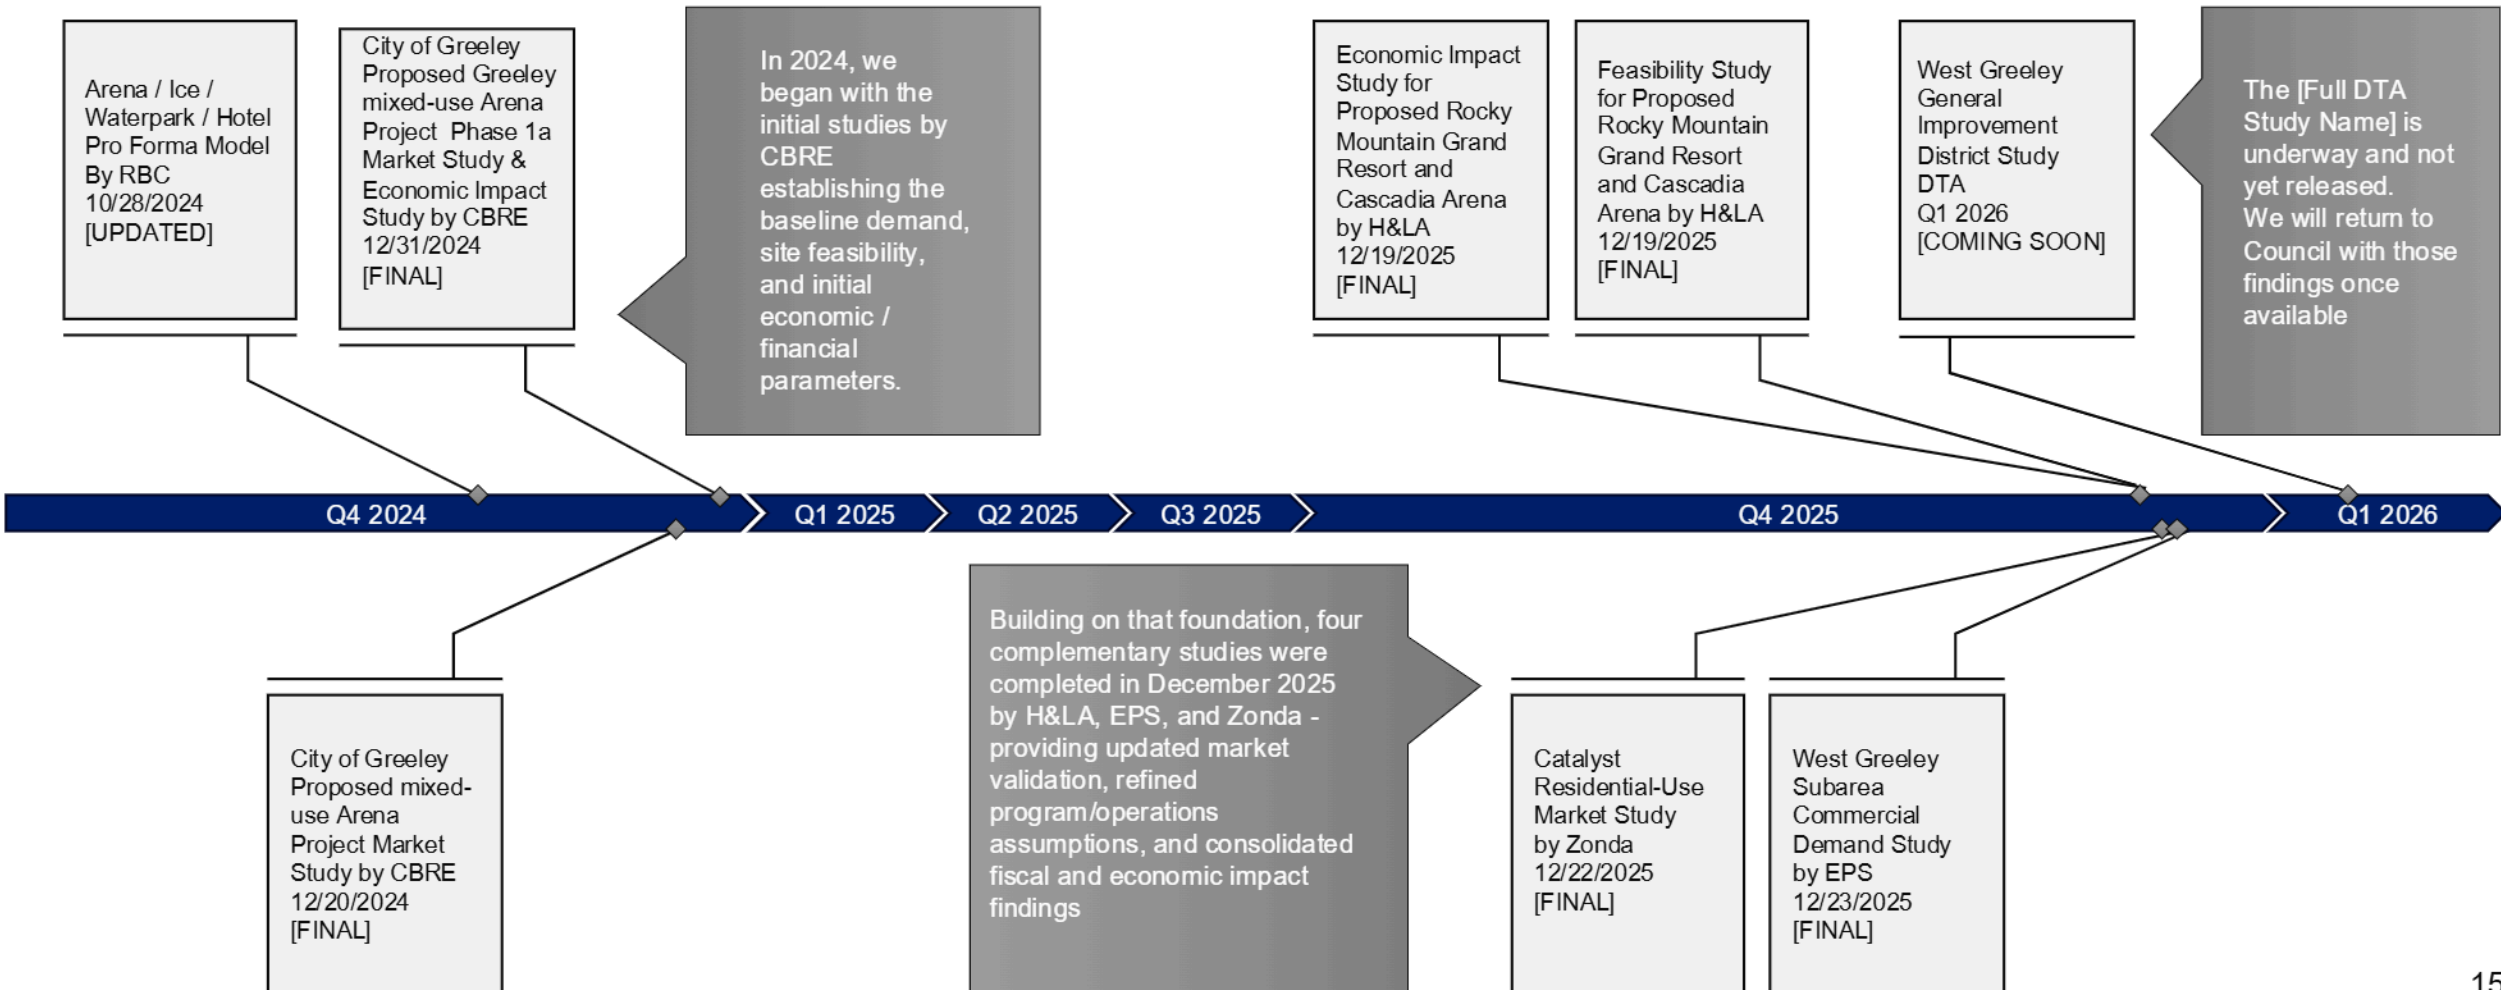 Arena / Ice /
Waterpark / Hotel
Pro Forma Model
By RBC
10/28/2024
[UPDATED]
City of Greeley
Proposed Greeley
mixed-use Arena
Project Phase 1a
Market Study &
Economic Impact
Study by CBRE
12/31/2024
[FINAL]
In 2024, we
began with the
initial studies by
CBRE
establishing the
baseline demand,
site feasibility,
and initial
economic /
financial
parameters.
Economic Impact
Study for
Proposed Rocky
Mountain Grand
Resort and
Cascadia Arena
by H&LA
12/19/2025
[FINAL]
Feasibility Study
for Proposed
Rocky Mountain
Grand Resort
and Cascadia
Arena by H&LA
12/19/2025
[FINAL]
West Greeley
General
Improvement
District Study
DTA
Q1 2026
[COMING SOON]
The [Full DTA
Study Name] is
underway and not
yet released.
We will return to
Council with those
findings once
available
Q4 2024
Q1 2025
Q2 2025
Q3 2025
Q4 2025
Q1 2026
City of Greeley
Proposed mixed-
use Arena
Project Market
Study by CBRE
12/20/2024
[FINAL]
Building on that foundation, four
complementary studies were
completed in December 2025
by H&LA, EPS, and Zonda -
providing updated market
validation, refined
program/operations
assumptions, and consolidated
fiscal and economic impact
findings
Catalyst
Residential-Use
Market Study
by Zonda
12/22/2025
[FINAL]
West Greeley
Subarea
Commercial
Demand Study
by EPS
12/23/2025
[FINAL]
15